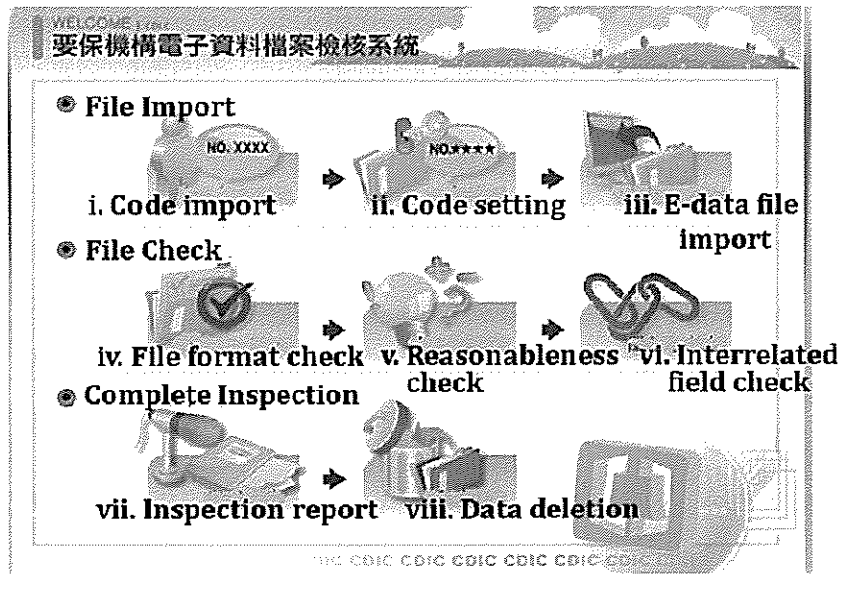 WELCOME
要保機構電子資料檔案檢核系統
File Import
NO. XXXX
NO.★★★★
i. Code import
ii. Code setting
iii. E-data file
import
File Check
iv. File format check
v. Reasonableness
check
vi. Interrelated
field check
Complete Inspection
vii. Inspection report
viii. Data deletion
CDIC CDIC CDIC CDIC